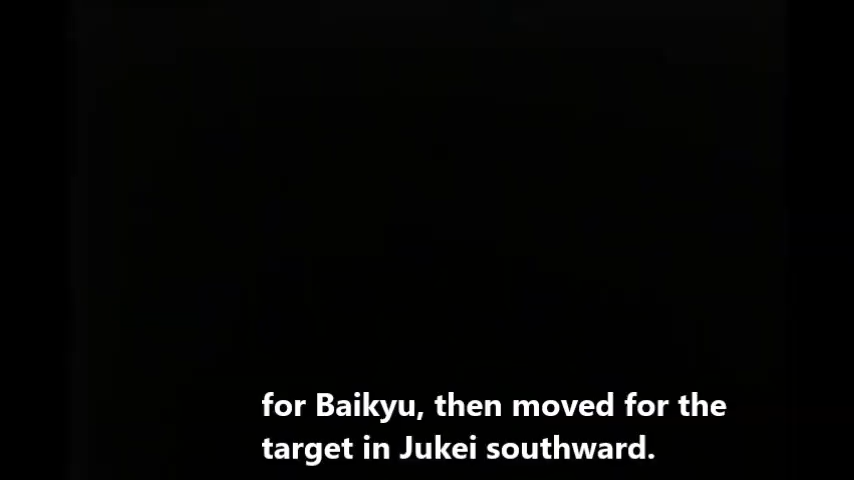 for Baikyu, then moved for the
target in Jukei southward.